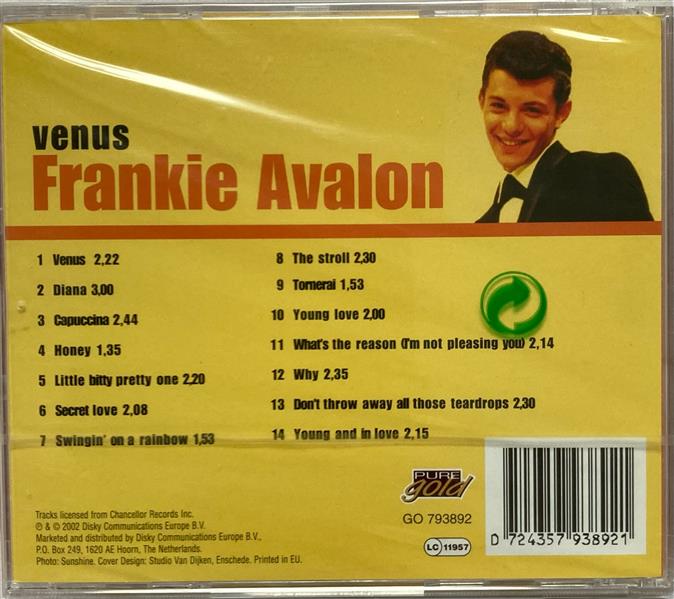 venus
Frankie Avalon
1 Venus 2,22
2 Diana 3,00
3 Capuccina 2,44
4 Honey 1,35
5 Little bitty pretty one 2,20
6 Secret love 2,08
7 Swingin' on a rainbow 1,53
8 The stroll 2,30
9 Tornerai 1,53
10 Young love 2,00
11 What's the reason (I'm not pleasing you) 2,14
12 Why 2,35
13 Don't throw away all those teardrops 2,30
14 Young and in love 2,15
Tracks licensed from Chancellor Records Inc.
℗ & © 2002 Disky Communications Europe B.V.
Marketed and distributed by Disky Communications Europe B.V.,
P.O. Box 249, 1620 AE Hoorn, The Netherlands.
Photo: Sunshine. Cover Design: Studio Van Dijken, Enschede. Printed in EU.
PURE
gold
GO 793892
LC 11957
0 724357 938921